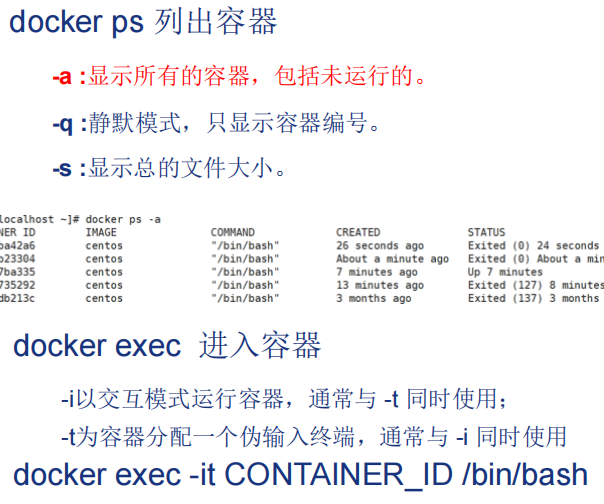 docker ps 列出容器
-a :显示所有的容器，包括未运行的。
-q :静默模式，只显示容器编号。
-s :显示总的文件大小。
localhost ~]# docker ps -a
NER ID IMAGE COMMAND CREATED STATUS
ba42a6 centos "/bin/bash" 26 seconds ago Exited (0) 24 seconds
b23304 centos "/bin/bash" About a minute ago Exited (0) About a min
7ba335 centos "/bin/bash" 7 minutes ago Up 7 minutes
735292 centos "/bin/bash" 13 minutes ago Exited (127) 8 minutes
db213c centos "/bin/bash" 3 months ago Exited (137) 3 months
docker exec 进入容器
-i以交互模式运行容器，通常与 -t 同时使用；
-t为容器分配一个伪输入终端，通常与 -i 同时使用
docker exec -it CONTAINER_ID /bin/bash